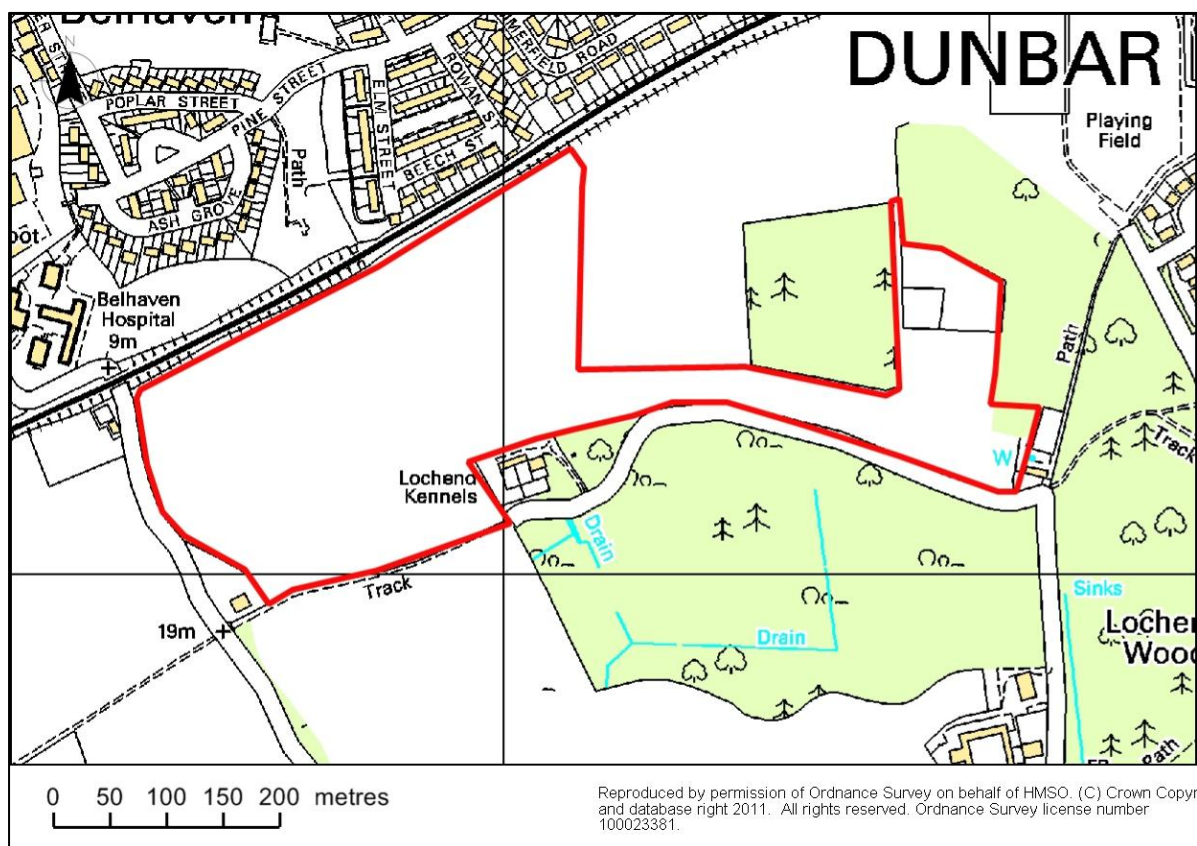 Belhaven
DUNBAR
N
POPLAR STREET
PINE STREET
ELM STREET
ROWAN S
MERFIELD ROAD
BEECH ST
ASH GROVE
Path
Playing
Field
Belhaven
Hospital
9m
Path
Track
W
Lochend
Kennels
Drain
Track
19m
Drain
Sinks
Lochen
Wood
Path
0 50 100 150 200 metres
Reproduced by permission of Ordnance Survey on behalf of HMSO. (C) Crown Copyr
and database right 2011. All rights reserved. Ordnance Survey license number
100023381.